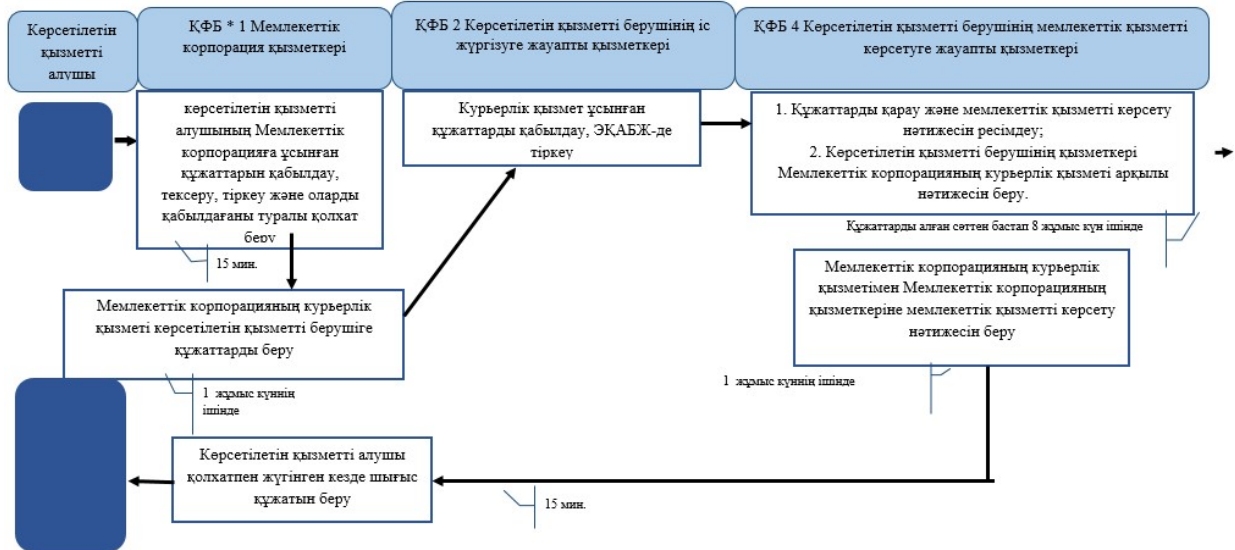 Көрсетілетін
қызметті
алушы
ҚФБ * 1 Мемлекеттік
корпорация қызметкері
ҚФБ 2 Көрсетілетін қызметті берушінің іс
жүргізуге жауапты қызметкері
ҚФБ 4 Көрсетілетін қызметті берушінің мемлекеттік қызметті
көрсетуге жауапты қызметкері
көрсетілетін қызметті
алушының Мемлекеттік
корпорацияға ұсынған
құжаттарын қабылдау,
тексеру, тіркеу және оларды
қабылдағаны туралы қолхат
беру
15 мин.
Курьерлік қызмет ұсынған
құжаттарды қабылдау, ЭҚАБЖ-де
тіркеу
1. Құжаттарды қарау және мемлекеттік қызметті көрсету
нәтижесін ресімдеу;
2. Көрсетілетін қызметті берушінің қызметкері
Мемлекеттік корпорацияның курьерлік қызметі арқылы
нәтижесін беру.
Құжаттарды алған сәттен бастап 8 жұмыс күн ішінде
Мемлекеттік корпорацияның курьерлік
қызметі көрсетілетін қызметті берушіге
құжаттарды беру
1 жұмыс күннің
ішінде
Мемлекеттік корпорацияның курьерлік
қызметімен Мемлекеттік корпорацияның
қызметкеріне мемлекеттік қызметті көрсету
нәтижесін беру
1 жұмыс күннің ішінде
Көрсетілетін қызметті алушы
қолхатпен жүгінген кезде шығыс
құжатын беру
15 мин.